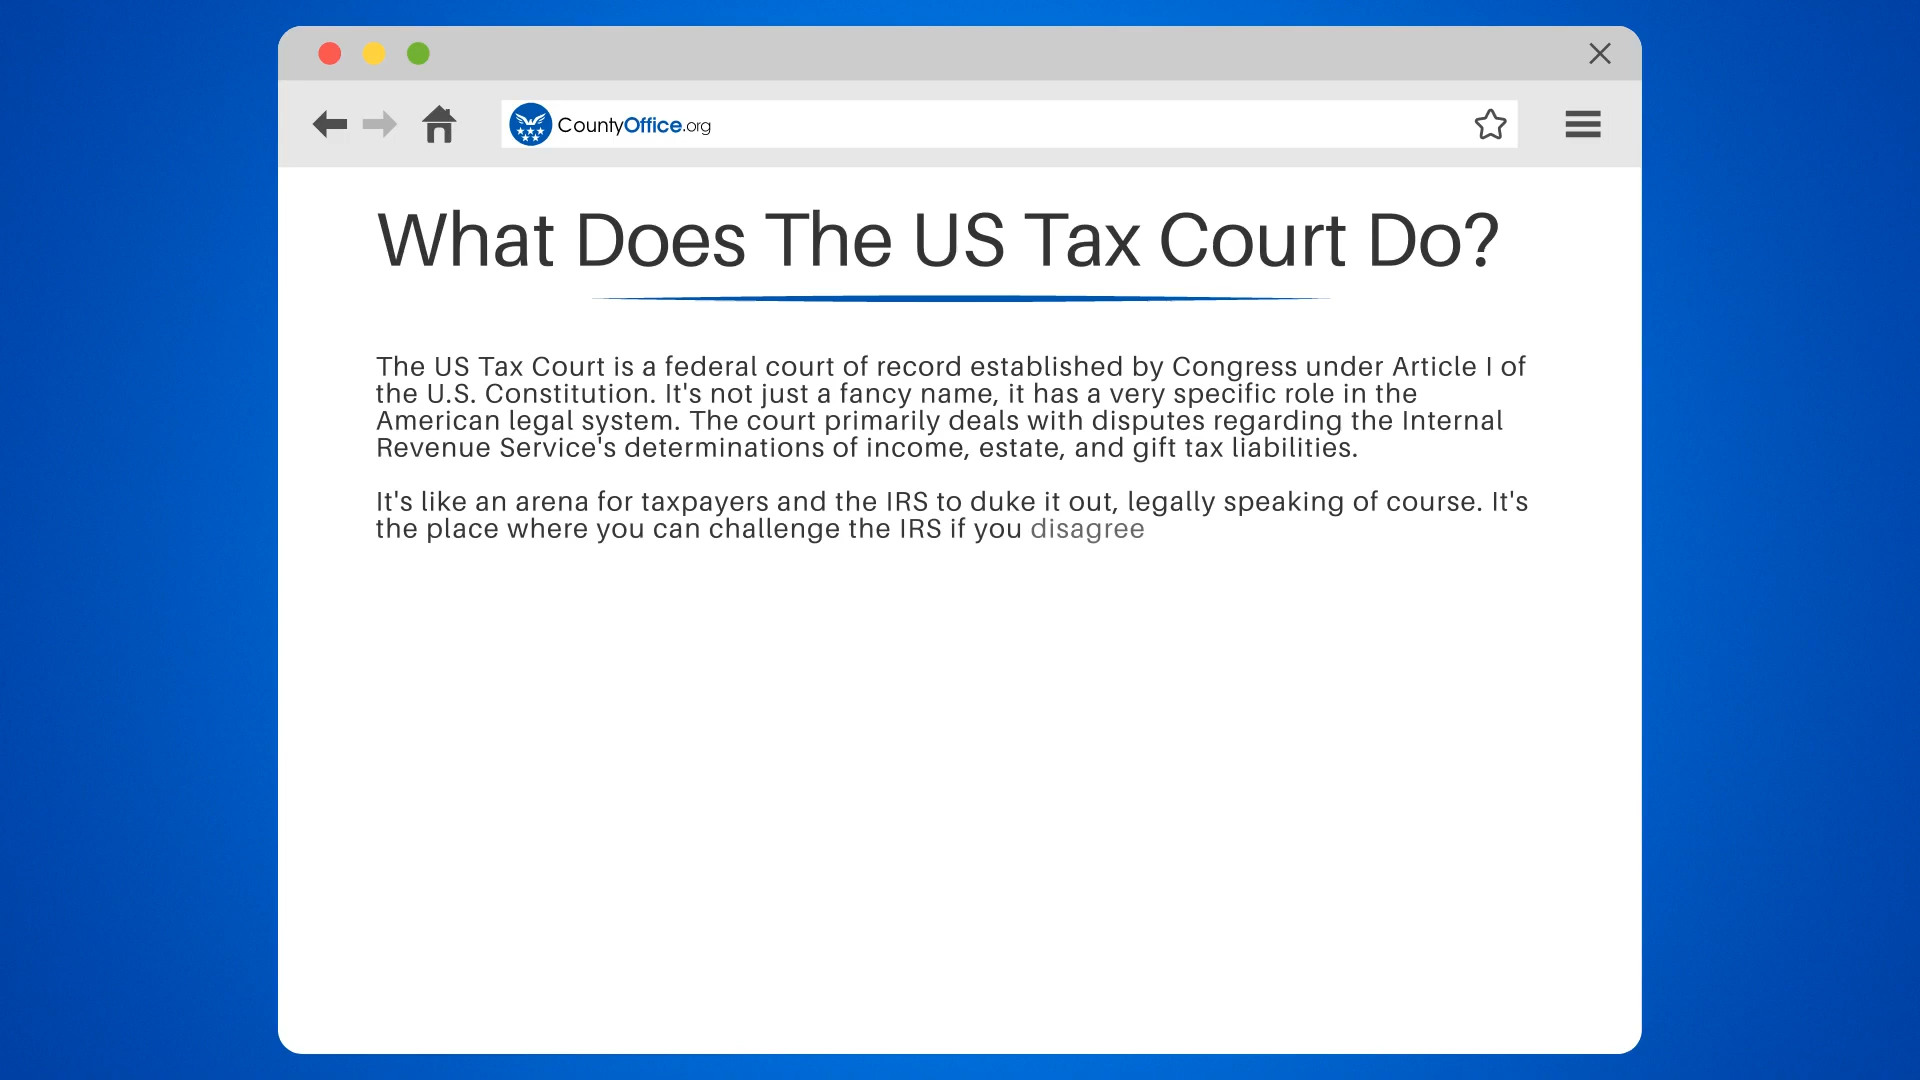 CountyOffice.org
What Does The US Tax Court Do?
The US Tax Court is a federal court of record established by Congress under Article I of
the U.S. Constitution. It's not just a fancy name, it has a very specific role in the
American legal system. The court primarily deals with disputes regarding the Internal
Revenue Service's determinations of income, estate, and gift tax liabilities.
It's like an arena for taxpayers and the IRS to duke it out, legally speaking of course. It's
the place where you can challenge the IRS if you disagree